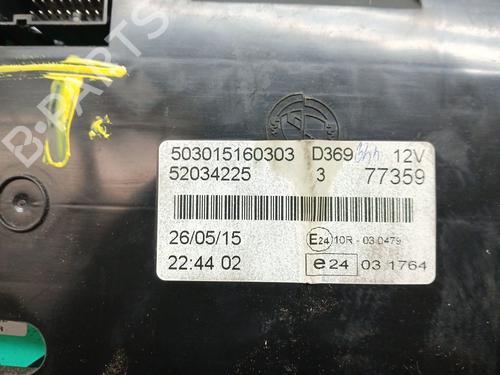 B-PARTS
503015160303 D369 12V
52034225 3 77359
26/05/15 E24 10R - 03 0479
22:44 02 e24 03 1764